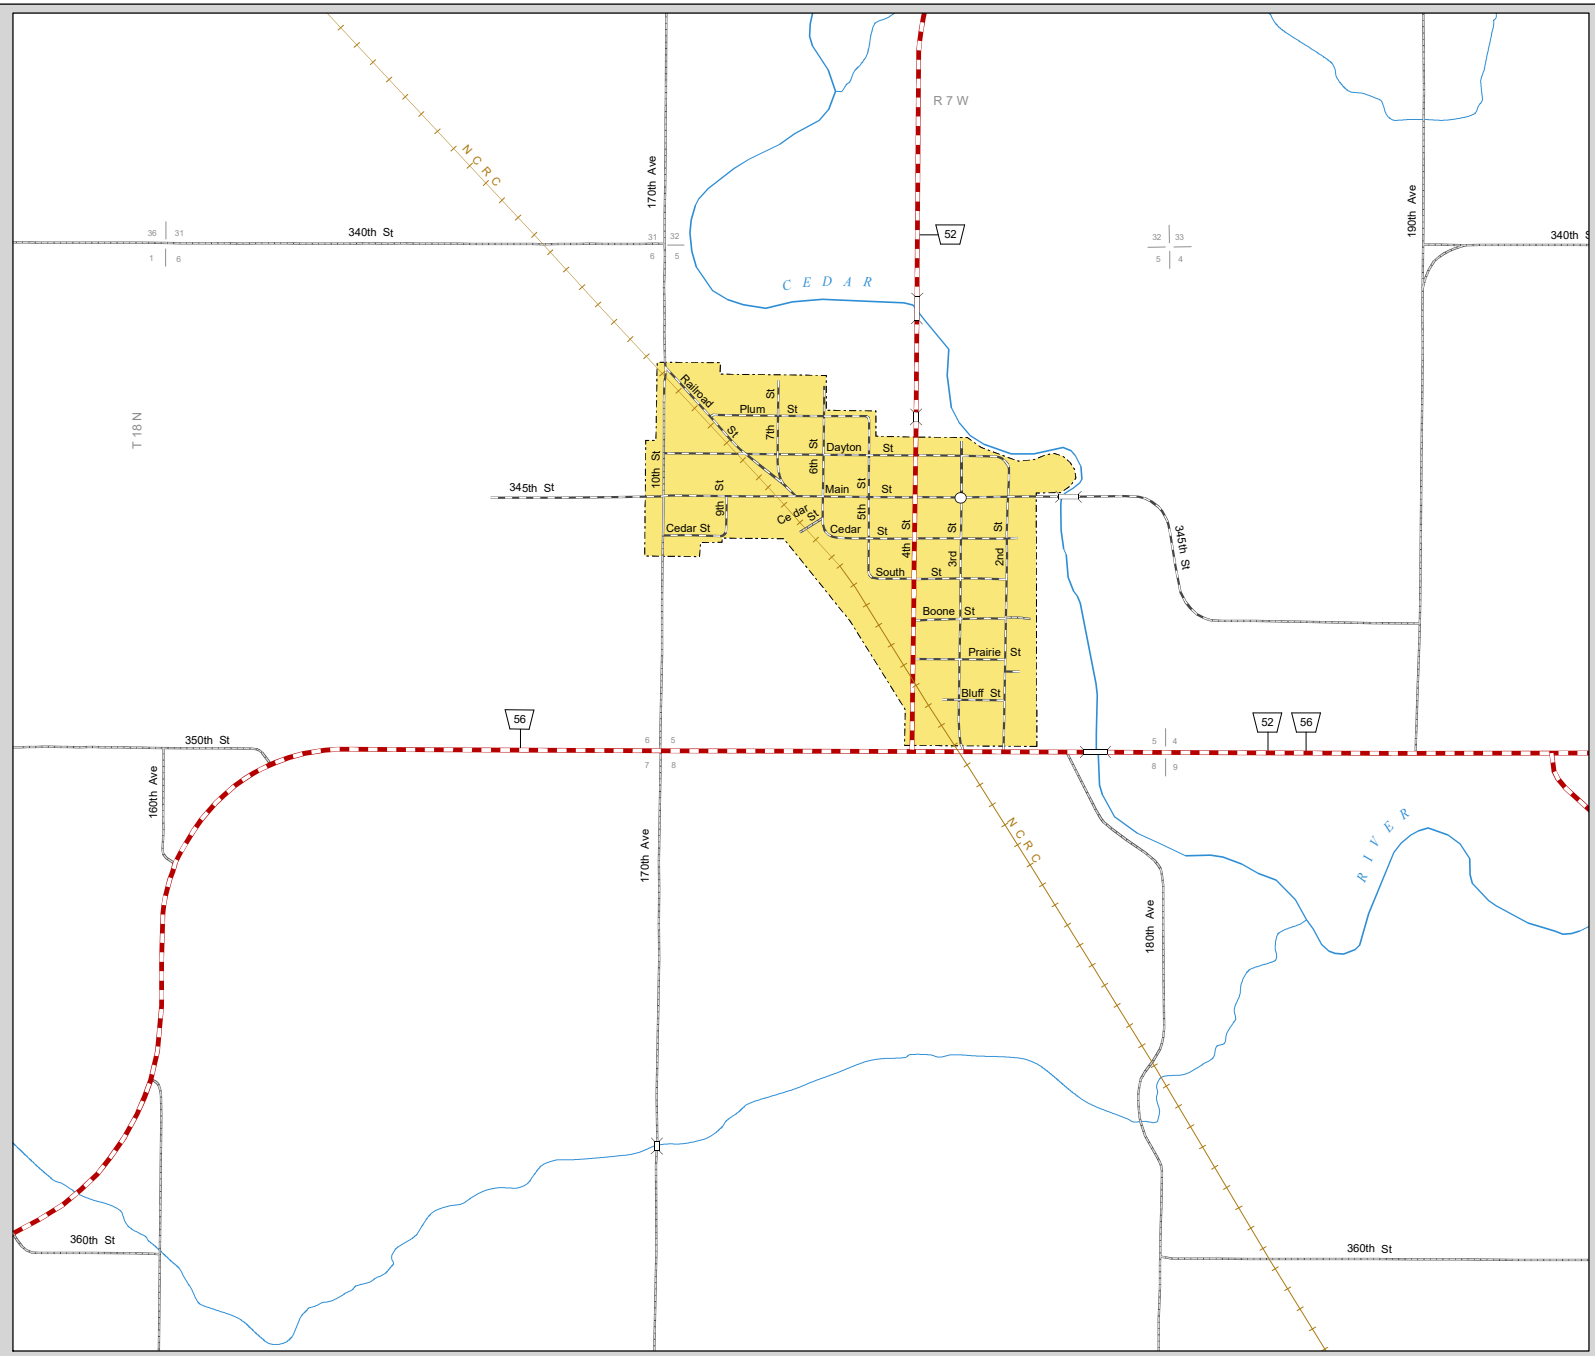 R 7 W
N C R C
170th Ave
190th Ave
340th St
36 31
1 6
31 32
6 5
52
32 33
5 4
340th S
C E D A R
T 18 N
Railroad St
7th St
Plum St
6th St
Dayton St
10th St
345th St
9th St
Main St
5th St
Cedar St
Cedar St
Cedar St
4th St
3rd St
2nd St
345th St
South St
Boone St
Prairie St
Bluff St
56
52
56
350th St
6 5
7 8
5 4
8 9
160th Ave
170th Ave
N C R C
R I V E R
180th Ave
360th St
360th St